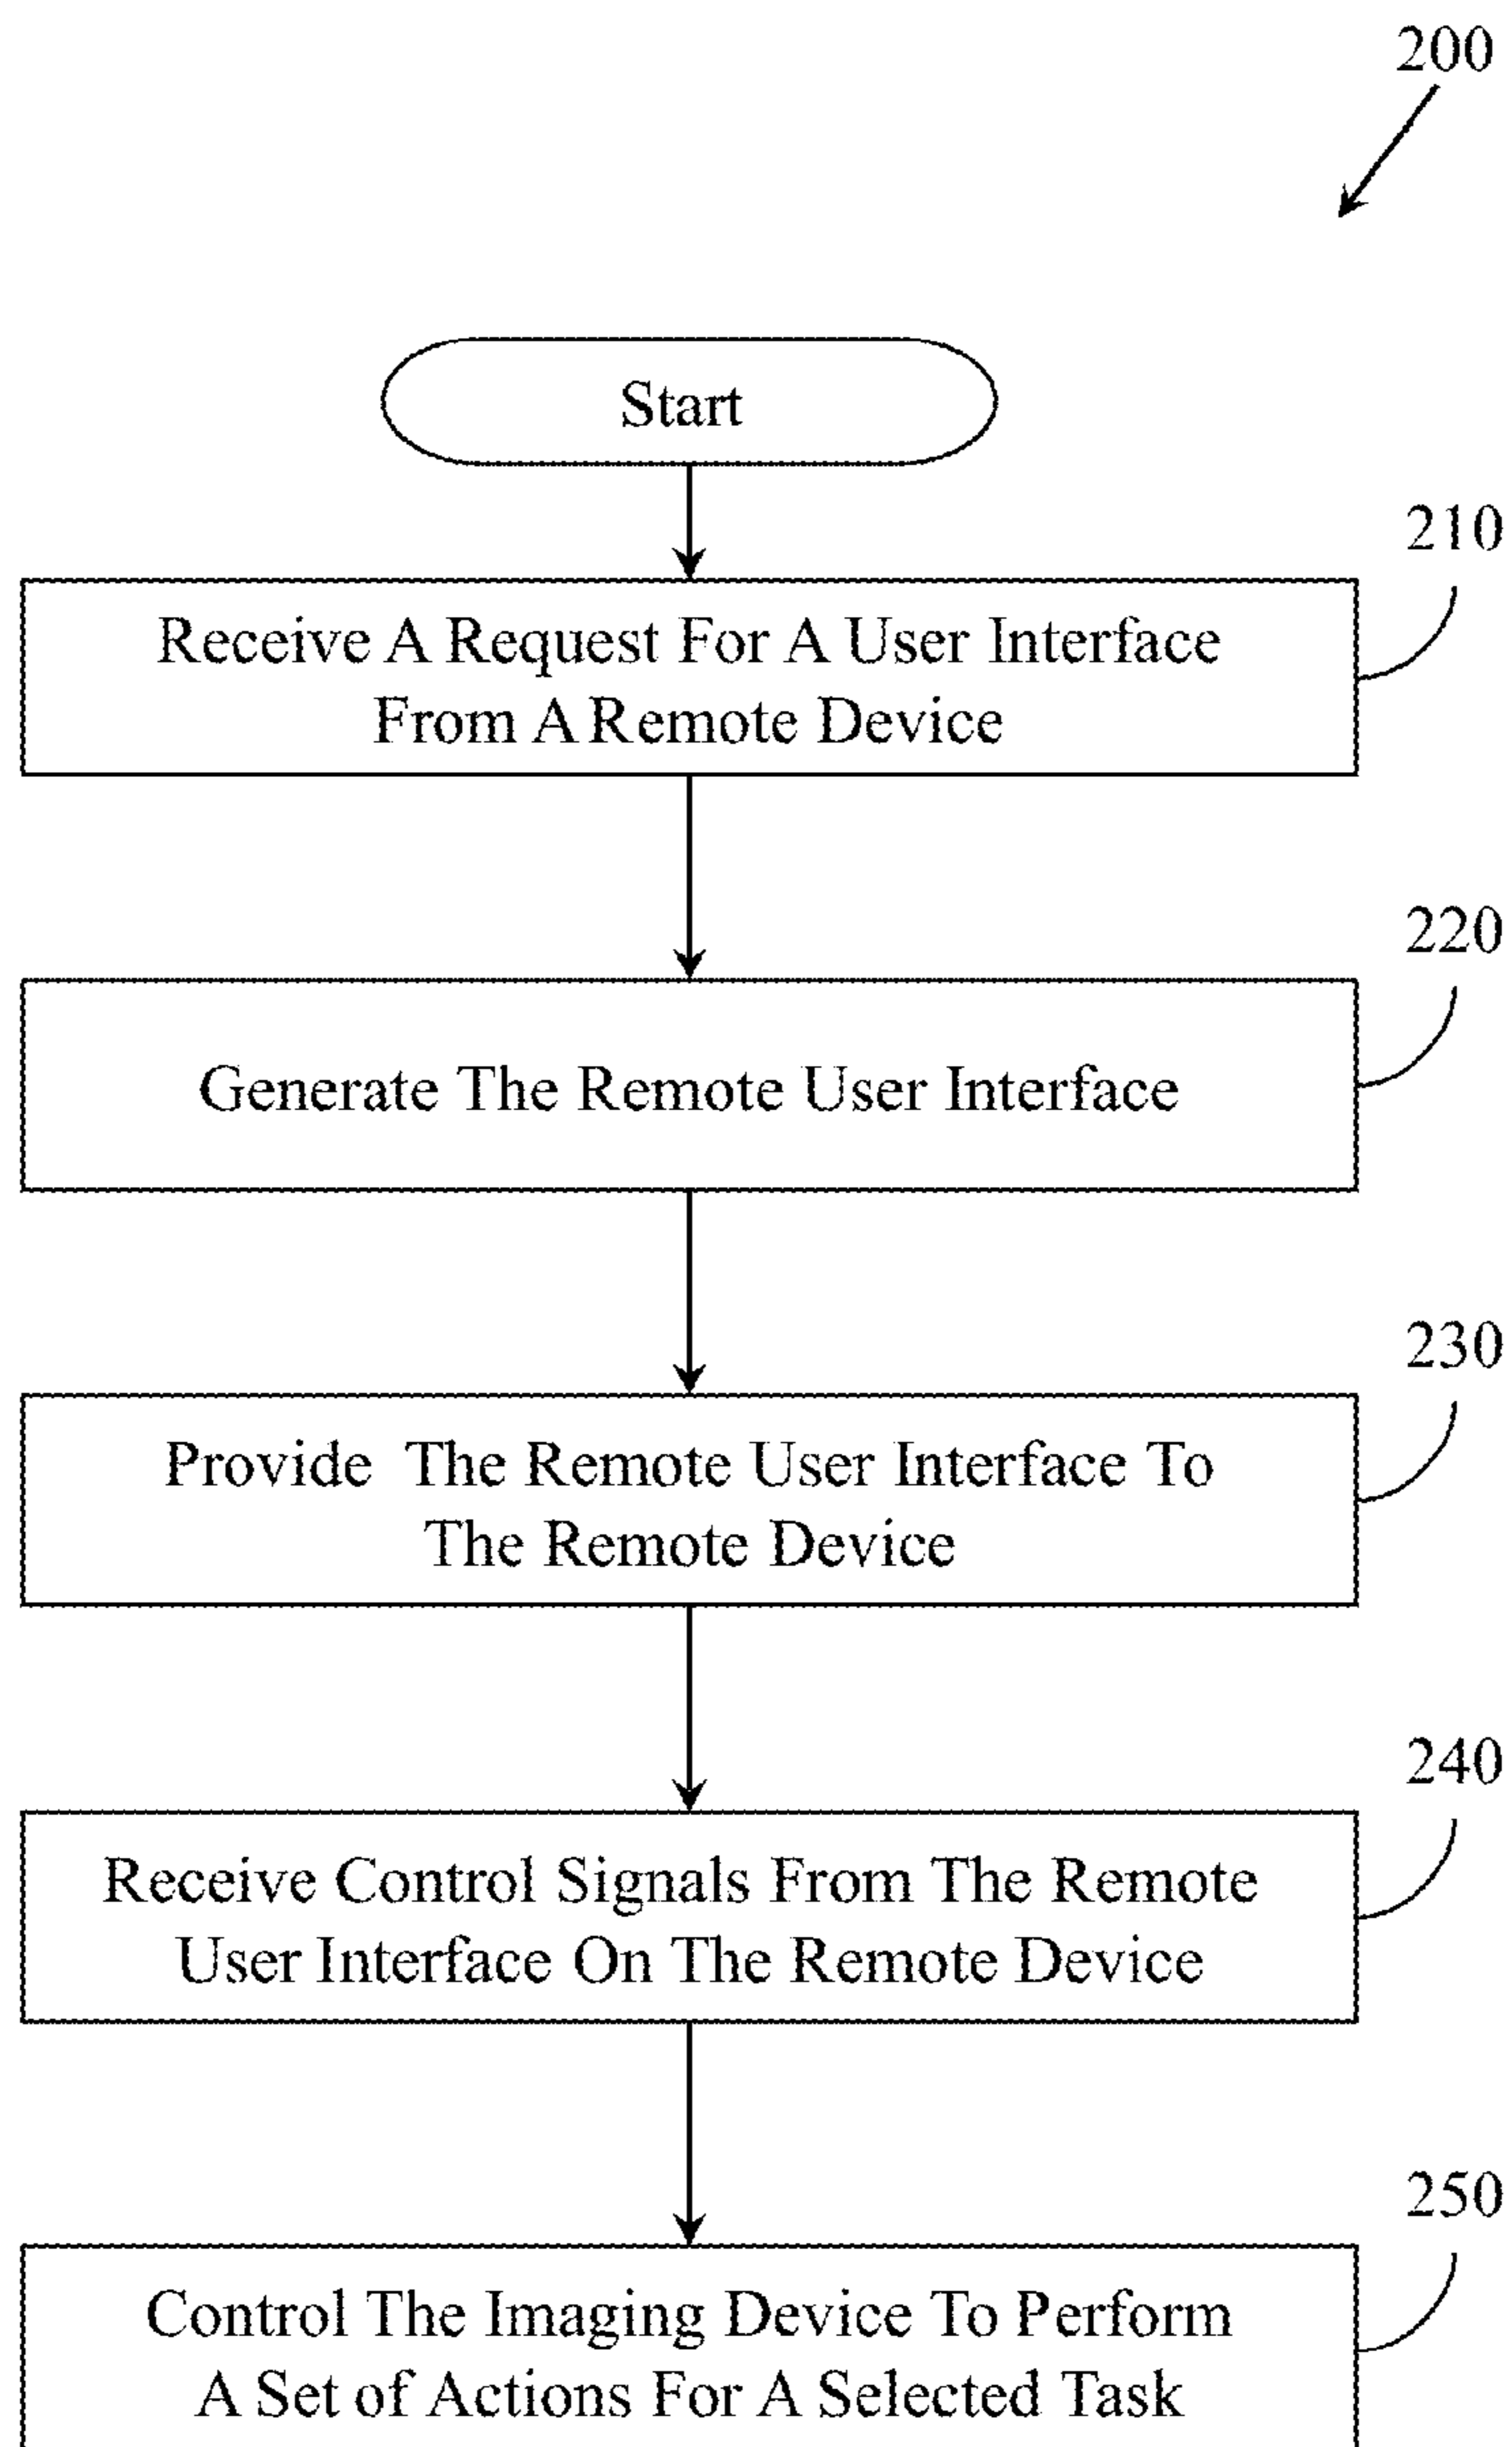 200
Start
210
Receive A Request For A User Interface
From A Remote Device
220
Generate The Remote User Interface
230
Provide The Remote User Interface To
The Remote Device
240
Receive Control Signals From The Remote
User Interface On The Remote Device
250
Control The Imaging Device To Perform
A Set of Actions For A Selected Task